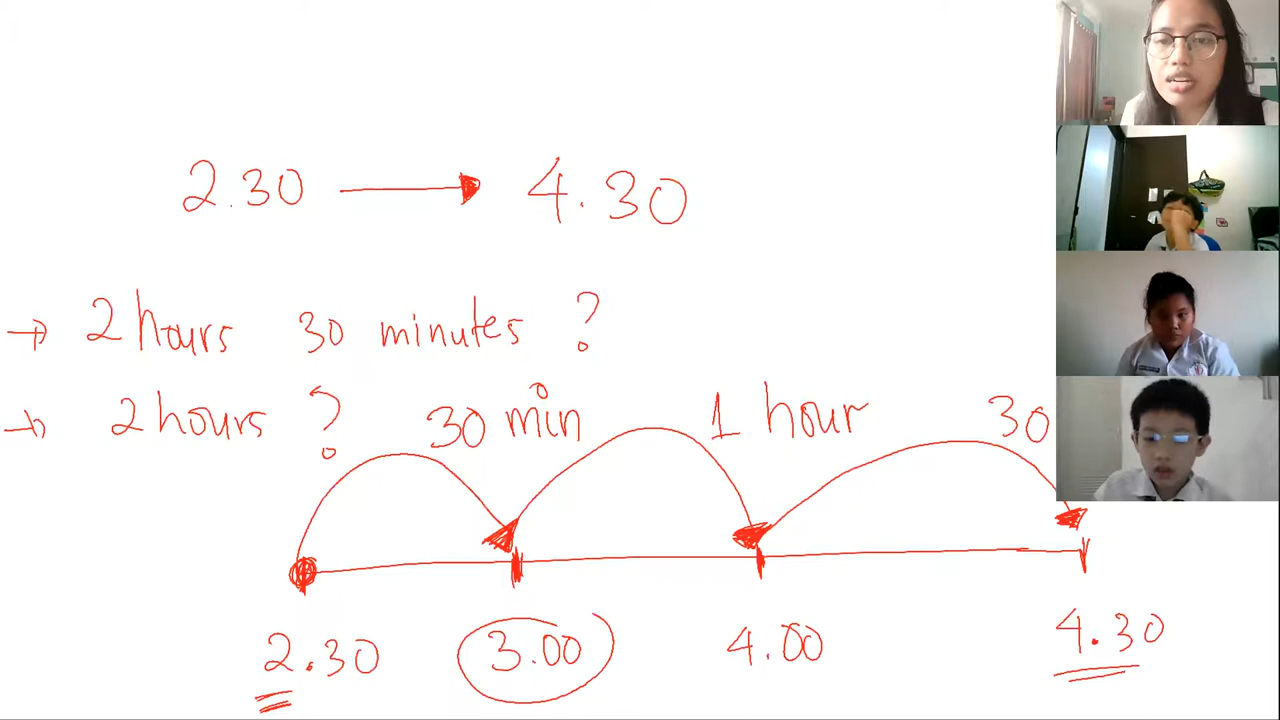 2.30 → 4.30
→ 2 hours 30 minutes ?
→ 2 hours ? 30 min 1 hour 30
2.30 3.00 4.00 4.30